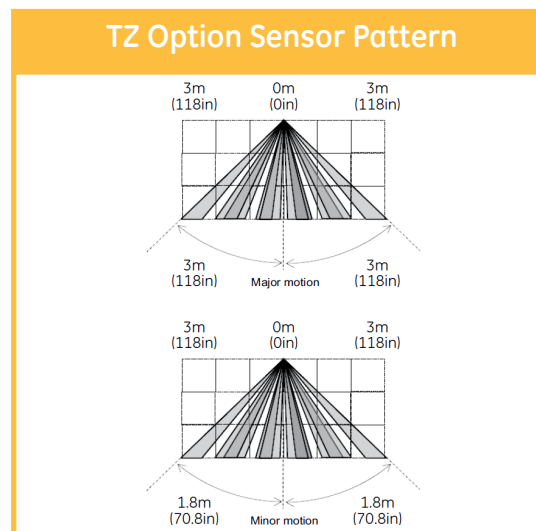 TZ Option Sensor Pattern
3m 0m 3m
(118in) (0in) (118in)
3m 3m
(118in) Major motion (118in)
3m 0m 3m
(118in) (0in) (118in)
1.8m 1.8m
(70.8in) Minor motion (70.8in)